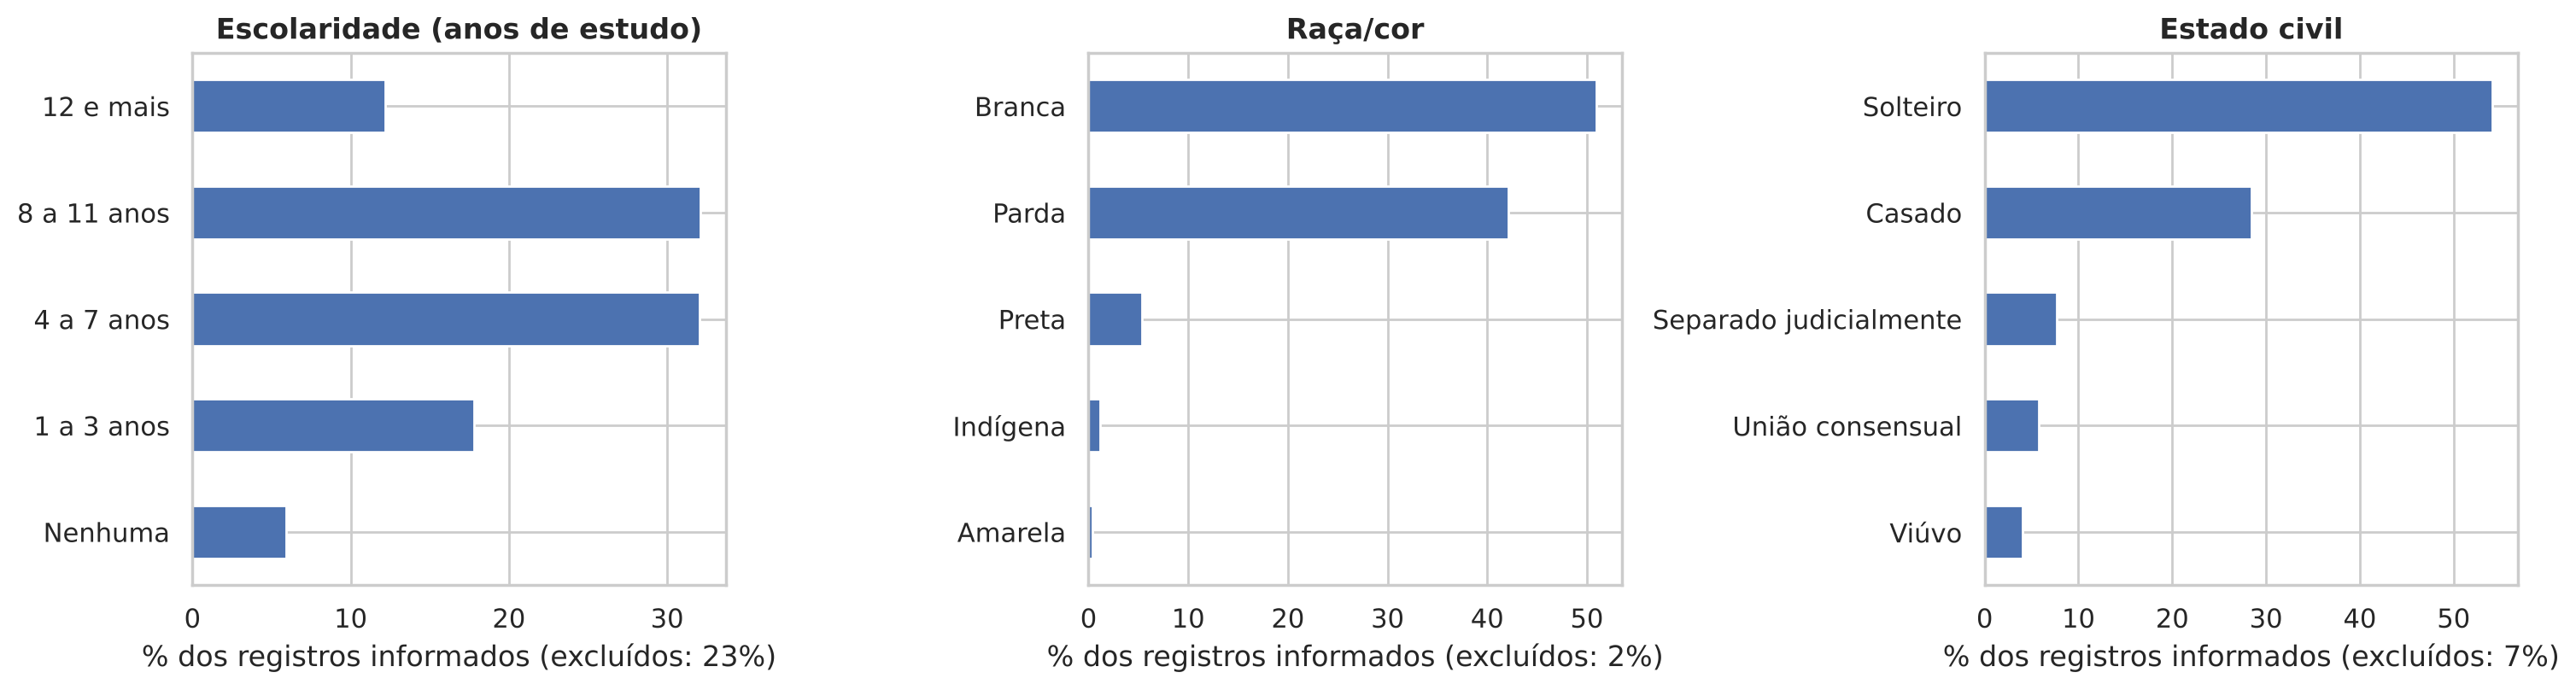 Escolaridade (anos de estudo)
12 e mais
8 a 11 anos
4 a 7 anos
1 a 3 anos
Nenhuma
0 10 20 30
% dos registros informados (excluídos: 23%)
Raça/cor
Branca
Parda
Preta
Indígena
Amarela
0 10 20 30 40 50
% dos registros informados (excluídos: 2%)
Estado civil
Solteiro
Casado
Separado judicialmente
União consensual
Viúvo
0 10 20 30 40 50
% dos registros informados (excluídos: 7%)